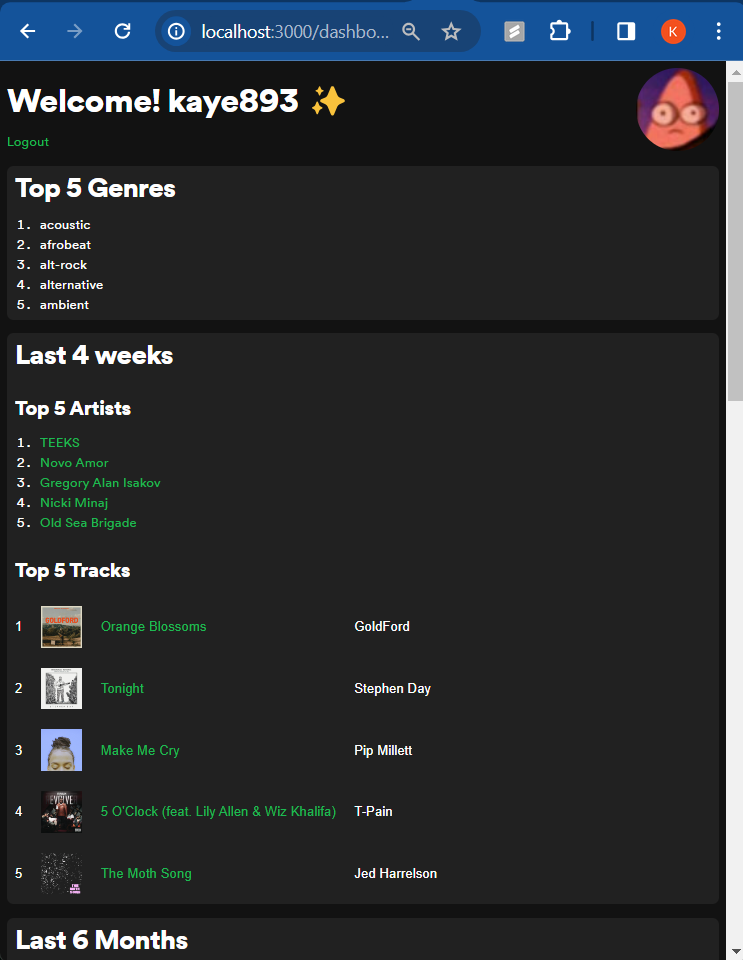 localhost:3000/dashbo...
K
Welcome! kaye893 ✨
Logout
Top 5 Genres
1. acoustic
2. afrobeat
3. alt-rock
4. alternative
5. ambient
Last 4 weeks
Top 5 Artists
1. TEEKS
2. Novo Amor
3. Gregory Alan Isakov
4. Nicki Minaj
5. Old Sea Brigade
Top 5 Tracks
1 GOLDFORD Orange Blossoms GoldFord
2 Tonight Stephen Day
3 Make Me Cry Pip Millett
4 EVOLVE 5 O'Clock (feat. Lily Allen & Wiz Khalifa) T-Pain
5 The Moth Song Jed Harrelson
Last 6 Months